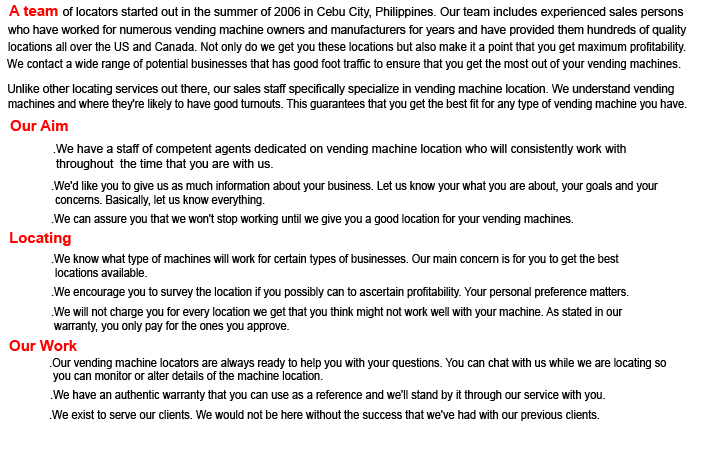 A team of locators started out in the summer of 2006 in Cebu City, Philippines. Our team includes experienced sales persons
who have worked for numerous vending machine owners and manufacturers for years and have provided them hundreds of quality
locations all over the US and Canada. Not only do we get you these locations but also make it a point that you get maximum profitability.
We contact a wide range of potential businesses that has good foot traffic to ensure that you get the most out of your vending machines.
Unlike other locating services out there, our sales staff specifically specialize in vending machine location. We understand vending
machines and where they're likely to have good turnouts. This guarantees that you get the best fit for any type of vending machine you have.
Our Aim
.We have a staff of competent agents dedicated on vending machine location who will consistently work with
throughout the time that you are with us.
.We'd like you to give us as much information about your business. Let us know your what you are about, your goals and your
concerns. Basically, let us know everything.
.We can assure you that we won't stop working until we give you a good location for your vending machines.
Locating
.We know what type of machines will work for certain types of businesses. Our main concern is for you to get the best
locations available.
.We encourage you to survey the location if you possibly can to ascertain profitability. Your personal preference matters.
.We will not charge you for every location we get that you think might not work well with your machine. As stated in our
warranty, you only pay for the ones you approve.
Our Work
.Our vending machine locators are always ready to help you with your questions. You can chat with us while we are locating so
you can monitor or alter details of the machine location.
.We have an authentic warranty that you can use as a reference and we'll stand by it through our service with you.
.We exist to serve our clients. We would not be here without the success that we've had with our previous clients.